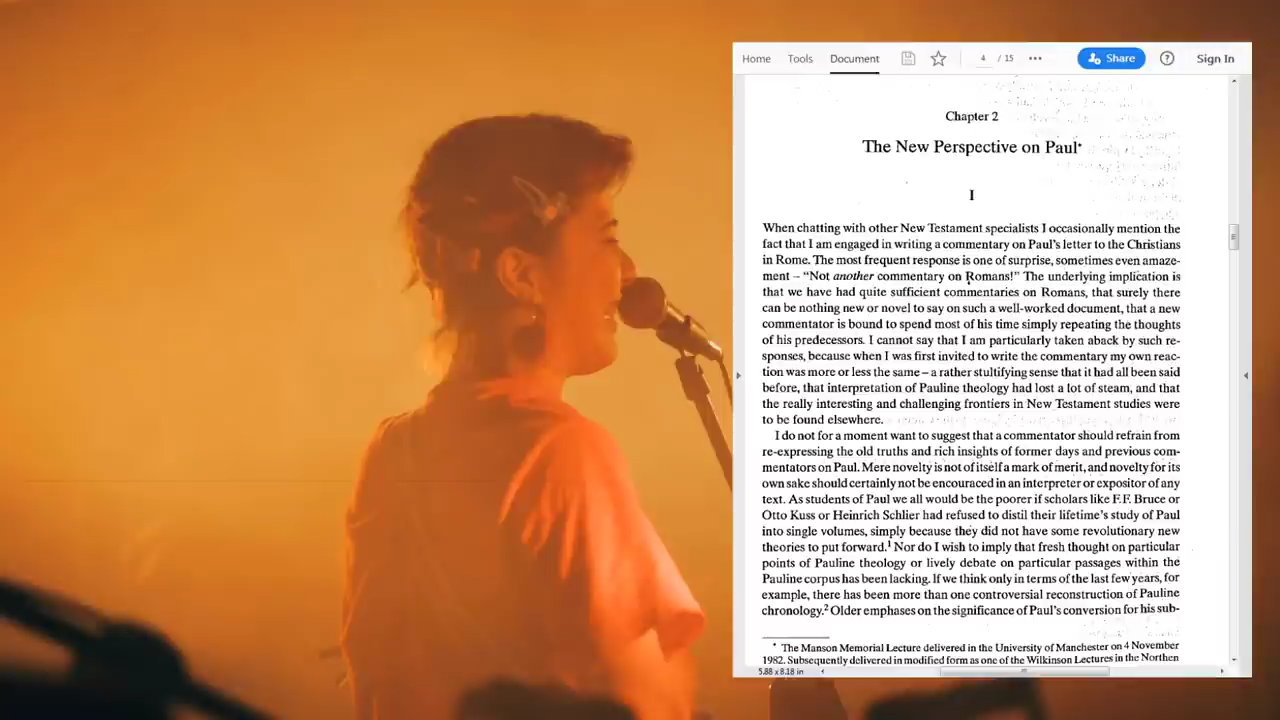 Home Tools Document 4 / 15 Share Sign In
Chapter 2
The New Perspective on Paul*
I
When chatting with other New Testament specialists I occasionally mention the
fact that I am engaged in writing a commentary on Paul's letter to the Christians
in Rome. The most frequent response is one of surprise, sometimes even amaze-
ment – “Not another commentary on Romans!” The underlying implication is
that we have had quite sufficient commentaries on Romans, that surely there
can be nothing new or novel to say on such a well-worked document, that a new
commentator is bound to spend most of his time simply repeating the thoughts
of his predecessors. I cannot say that I am particularly taken aback by such re-
sponses, because when I was first invited to write the commentary my own reac-
tion was more or less the same – a rather stultifying sense that it had all been said
before, that interpretation of Pauline theology had lost a lot of steam, and that
the really interesting and challenging frontiers in New Testament studies were
to be found elsewhere.
I do not for a moment want to suggest that a commentator should refrain from
re-expressing the old truths and rich insights of former days and previous com-
mentators on Paul. Mere novelty is not of itself a mark of merit, and novelty for its
own sake should certainly not be encouraced in an interpreter or expositor of any
text. As students of Paul we all would be the poorer if scholars like F.F. Bruce or
Otto Kuss or Heinrich Schlier had refused to distil their lifetime's study of Paul
into single volumes, simply because they did not have some revolutionary new
theories to put forward.¹ Nor do I wish to imply that fresh thought on particular
points of Pauline theology or lively debate on particular passages within the
Pauline corpus has been lacking. If we think only in terms of the last few years, for
example, there has been more than one controversial reconstruction of Pauline
chronology.² Older emphases on the significance of Paul's conversion for his sub-
* The Manson Memorial Lecture delivered in the University of Manchester on 4 November
1982. Subsequently delivered in modified form as one of the Wilkinson Lectures in the Northen
5.88 x 8.18 in